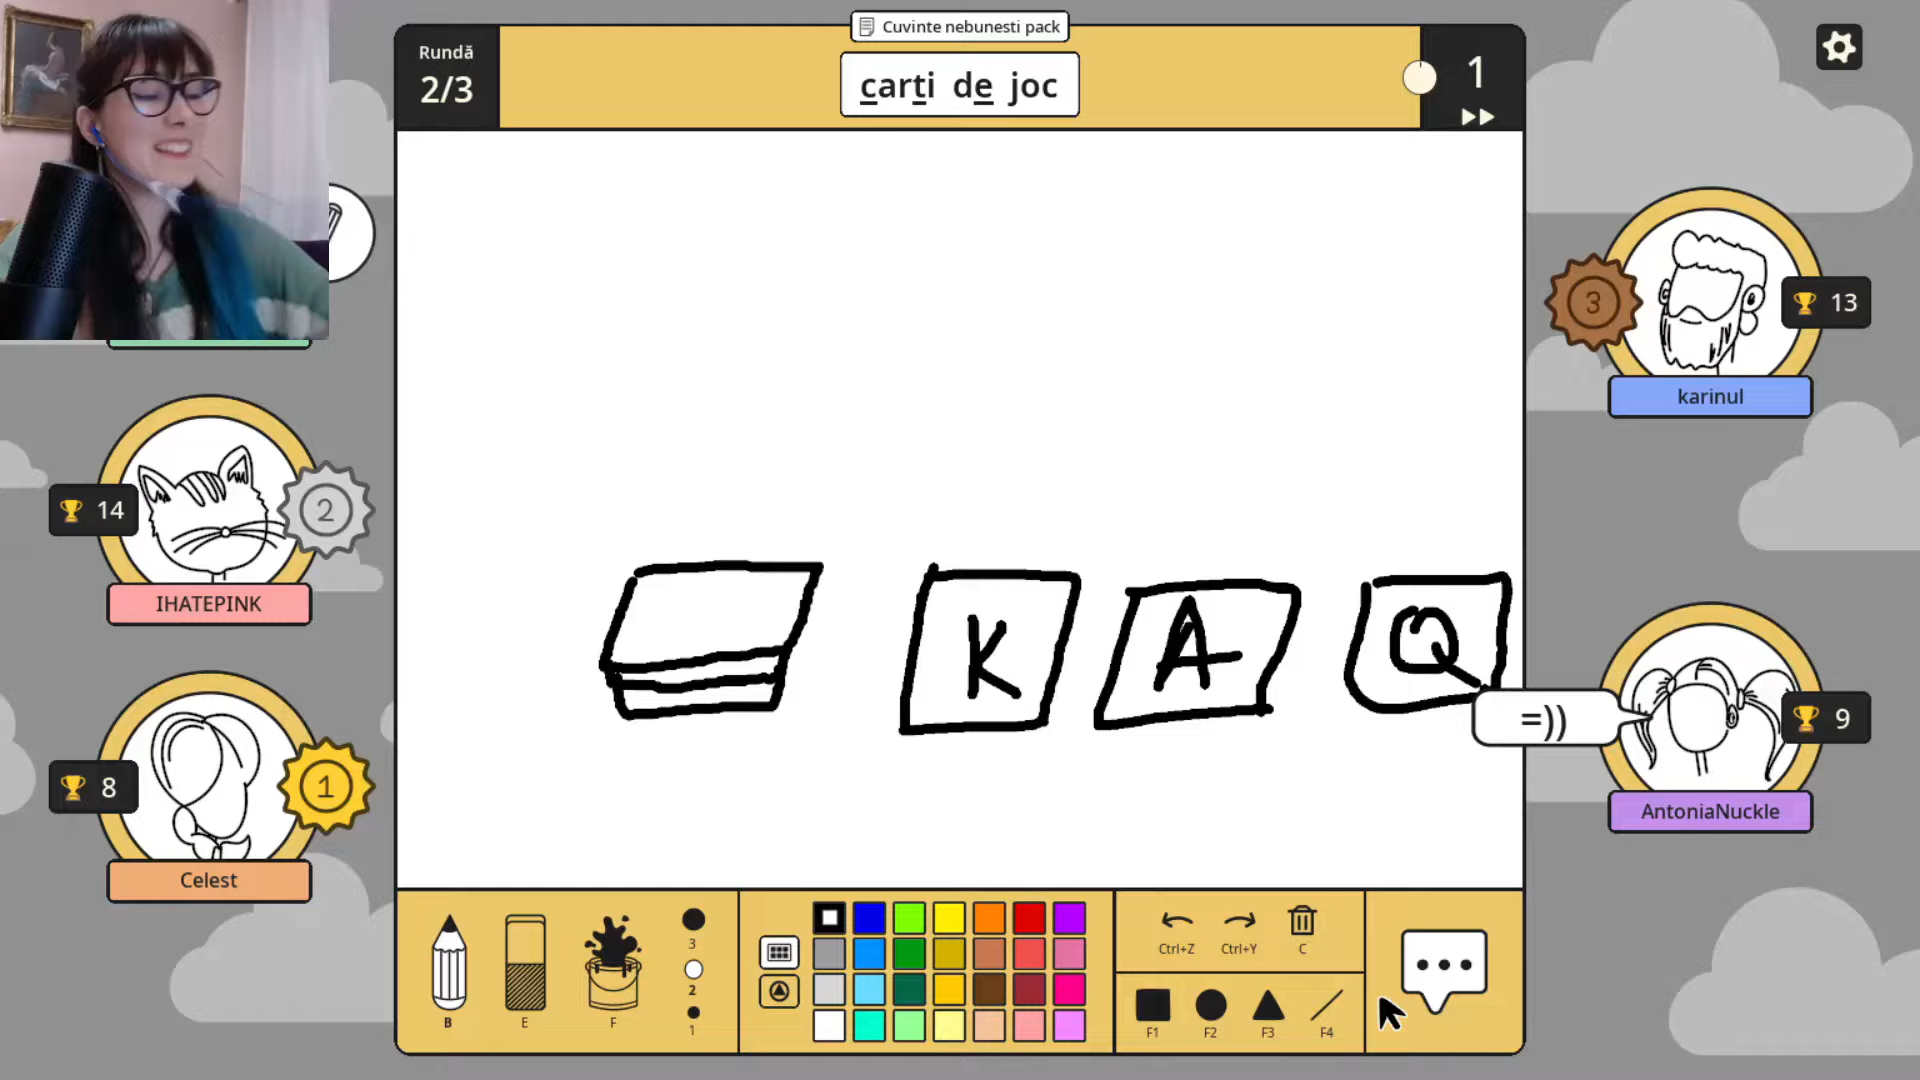 Cuvinte nebunesti pack
Rundă
2/3
carti de joc
1
3
13
karinul
14
2
IHATEPINK
K A Q
=))
9
AntoniaNuckle
8
1
Celest
3
2
1
B
E
F
Ctrl+Z
Ctrl+Y
C
F1
F2
F3
F4